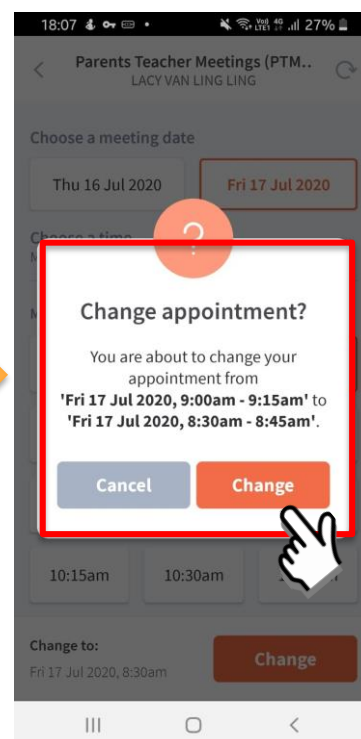 18:07 27%
Parents Teacher Meetings (PTM..
LACY VAN LING LING
Choose a meeting date
Thu 16 Jul 2020 Fri 17 Jul 2020
Choose a time
?
Change appointment?
You are about to change your
appointment from
'Fri 17 Jul 2020, 9:00am - 9:15am' to
'Fri 17 Jul 2020, 8:30am - 8:45am'.
Cancel Change
10:15am 10:30am
Change to:
Fri 17 Jul 2020, 8:30am
Change